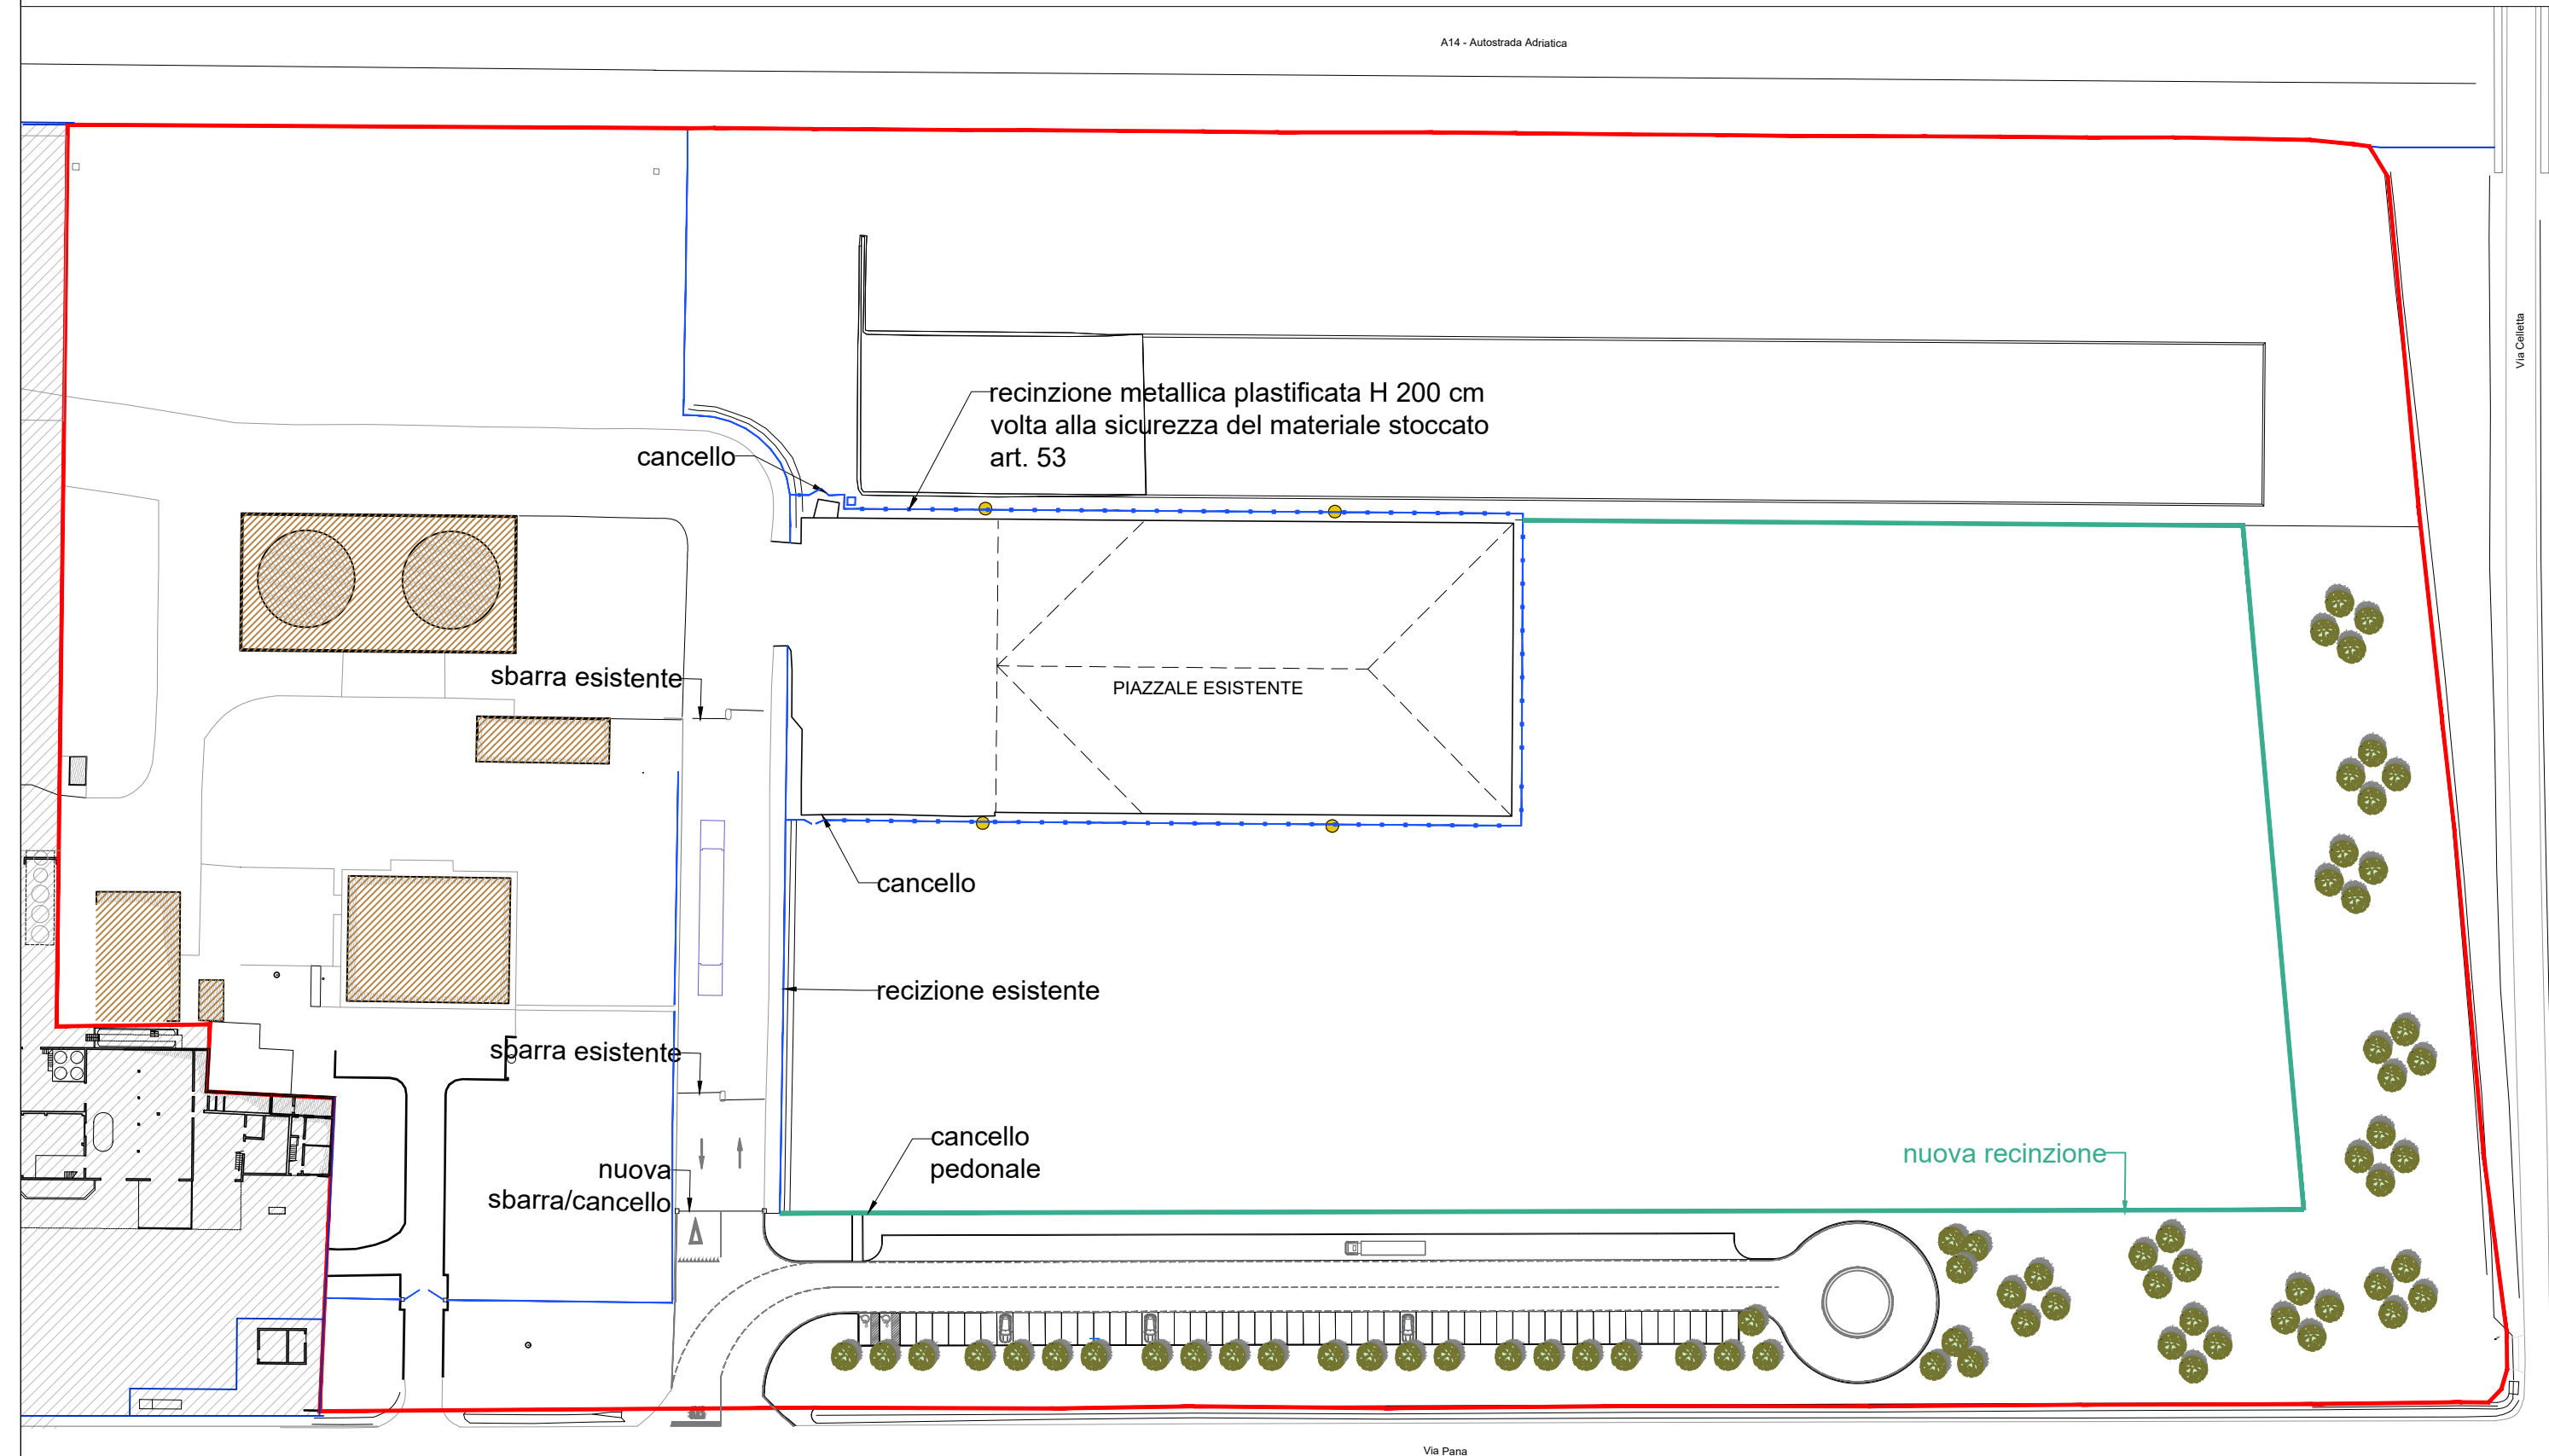 A14 - Autostrada Adriatica
Via Celletta
recinzione metallica plastificata H 200 cm
volta alla sicurezza del materiale stoccato
art. 53
cancello
sbarra esistente
PIAZZALE ESISTENTE
cancello
recizione esistente
sbarra esistente
cancello
pedonale
nuova
sbarra/cancello
nuova recinzione
Via Pana